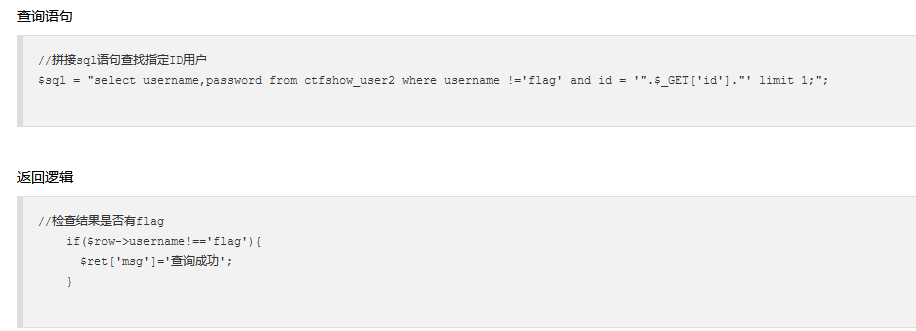 查询语句
//拼接sql语句查找指定ID用户
$sql = "select username,password from ctfshow_user2 where username !='flag' and id = '".$_GET['id']."' limit 1;";
返回逻辑
//检查结果是否有flag
if($row->username!=='flag'){
$ret['msg']='查询成功';
}